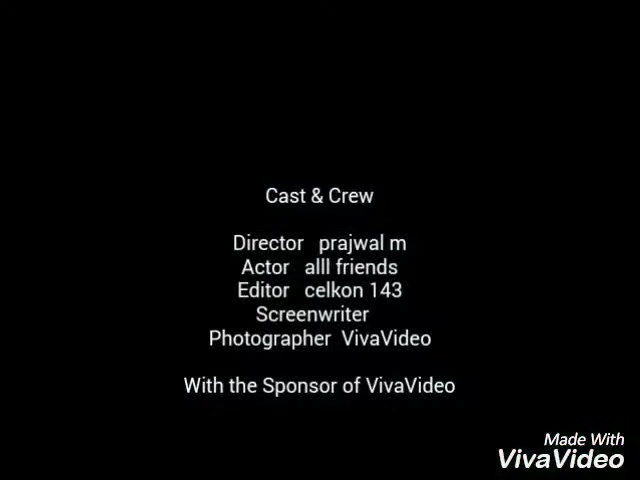 Cast & Crew
Director prajwal m
Actor alll friends
Editor celkon 143
Screenwriter
Photographer VivaVideo
With the Sponsor of VivaVideo
Made With
VivaVideo